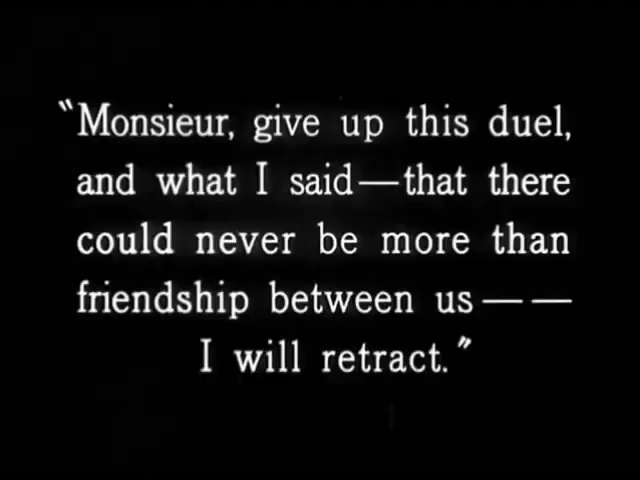 "Monsieur, give up this duel,
and what I said—that there
could never be more than
friendship between us — —
I will retract."